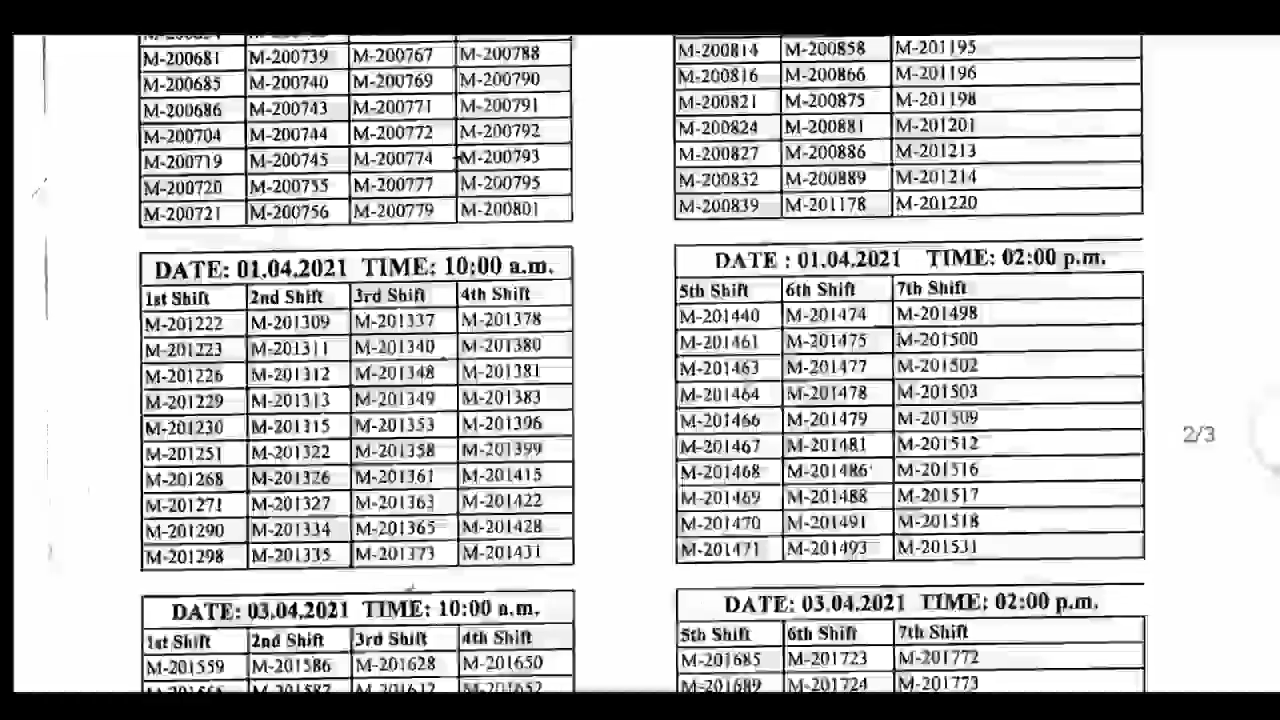 M-200681 M-200739 M-200767 M-200788
M-200685 M-200740 M-200769 M-200790
M-200686 M-200743 M-200771 M-200791
M-200704 M-200744 M-200772 M-200792
M-200719 M-200745 M-200774 M-200793
M-200720 M-200755 M-200777 M-200795
M-200721 M-200756 M-200779 M-200801
M-200814 M-200858 M-201195
M-200816 M-200866 M-201196
M-200821 M-200875 M-201198
M-200824 M-200881 M-201201
M-200827 M-200886 M-201213
M-200832 M-200889 M-201214
M-200839 M-201178 M-201220
DATE: 01.04.2021 TIME: 10:00 a.m.
1st Shift 2nd Shift 3rd Shift 4th Shift
M-201222 M-201309 M-201337 M-201378
M-201223 M-201311 M-201340 M-201380
M-201226 M-201312 M-201348 M-201381
M-201229 M-201313 M-201349 M-201383
M-201230 M-201315 M-201353 M-201396
M-201251 M-201322 M-201358 M-201399
M-201268 M-201326 M-201361 M-201415
M-201271 M-201327 M-201363 M-201422
M-201290 M-201334 M-201365 M-201428
M-201298 M-201335 M-201373 M-201431
DATE : 01.04.2021 TIME: 02:00 p.m.
5th Shift 6th Shift 7th Shift
M-201440 M-201474 M-201498
M-201461 M-201475 M-201500
M-201463 M-201477 M-201502
M-201464 M-201478 M-201503
M-201466 M-201479 M-201509
M-201467 M-201481 M-201512
M-201468 M-201486 M-201516
M-201469 M-201488 M-201517
M-201470 M-201491 M-201518
M-201471 M-201493 M-201531
2/3
DATE: 03.04.2021 TIME: 10:00 a.m.
1st Shift 2nd Shift 3rd Shift 4th Shift
M-201559 M-201586 M-201628 M-201650
M-201587 M-201652
DATE: 03.04.2021 TIME: 02:00 p.m.
5th Shift 6th Shift 7th Shift
M-201685 M-201723 M-201772
M-201689 M-201724 M-201773